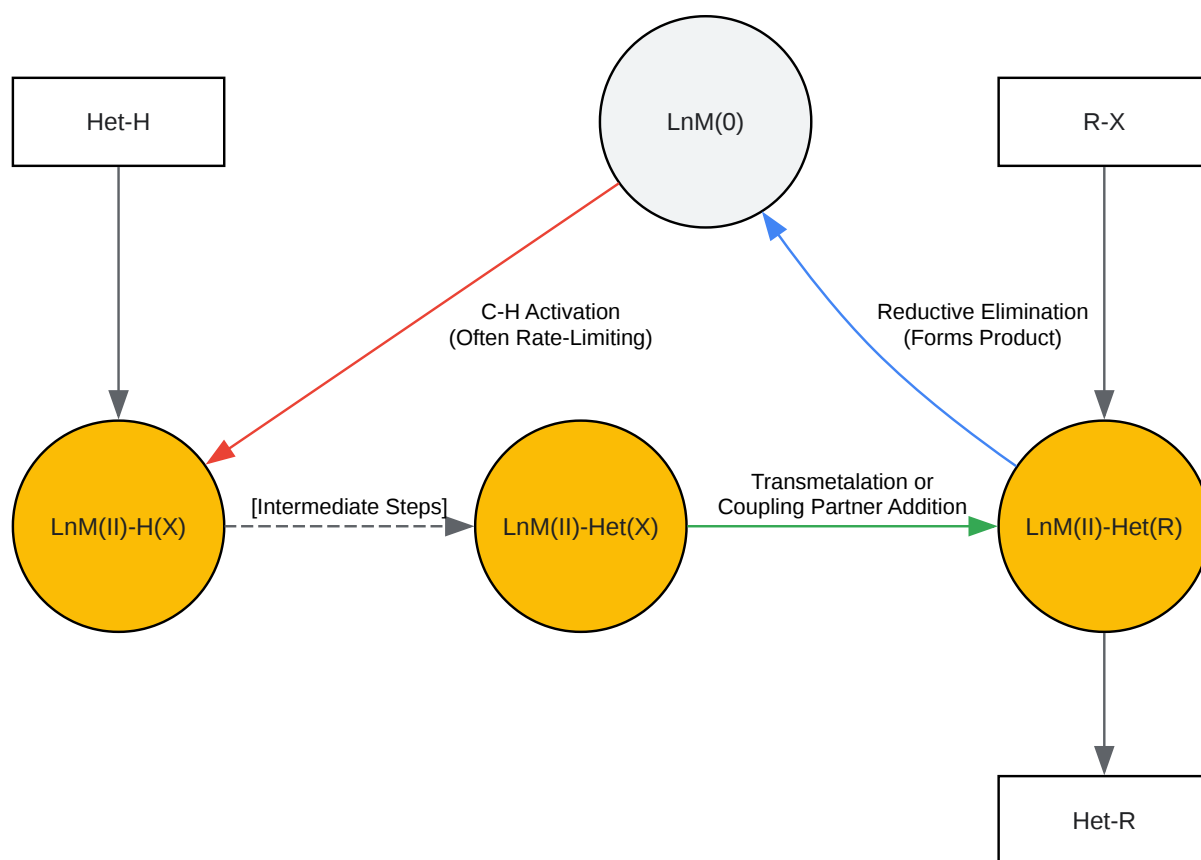 Het-H
LnM(0)
R-X
C-H Activation
(Often Rate-Limiting)
Reductive Elimination
(Forms Product)
LnM(II)-H(X)
[Intermediate Steps]
LnM(II)-Het(X)
Transmetalation or
Coupling Partner Addition
LnM(II)-Het(R)
Het-R